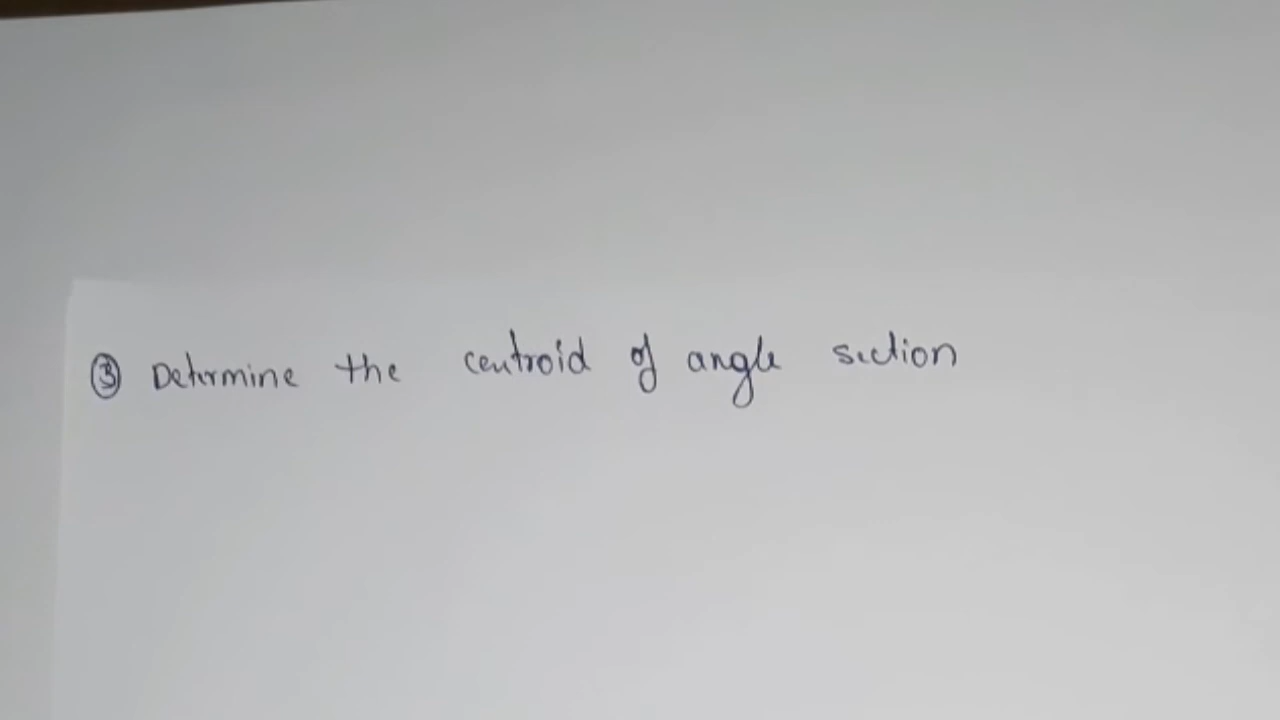 ③ Determine the centroid of angle section